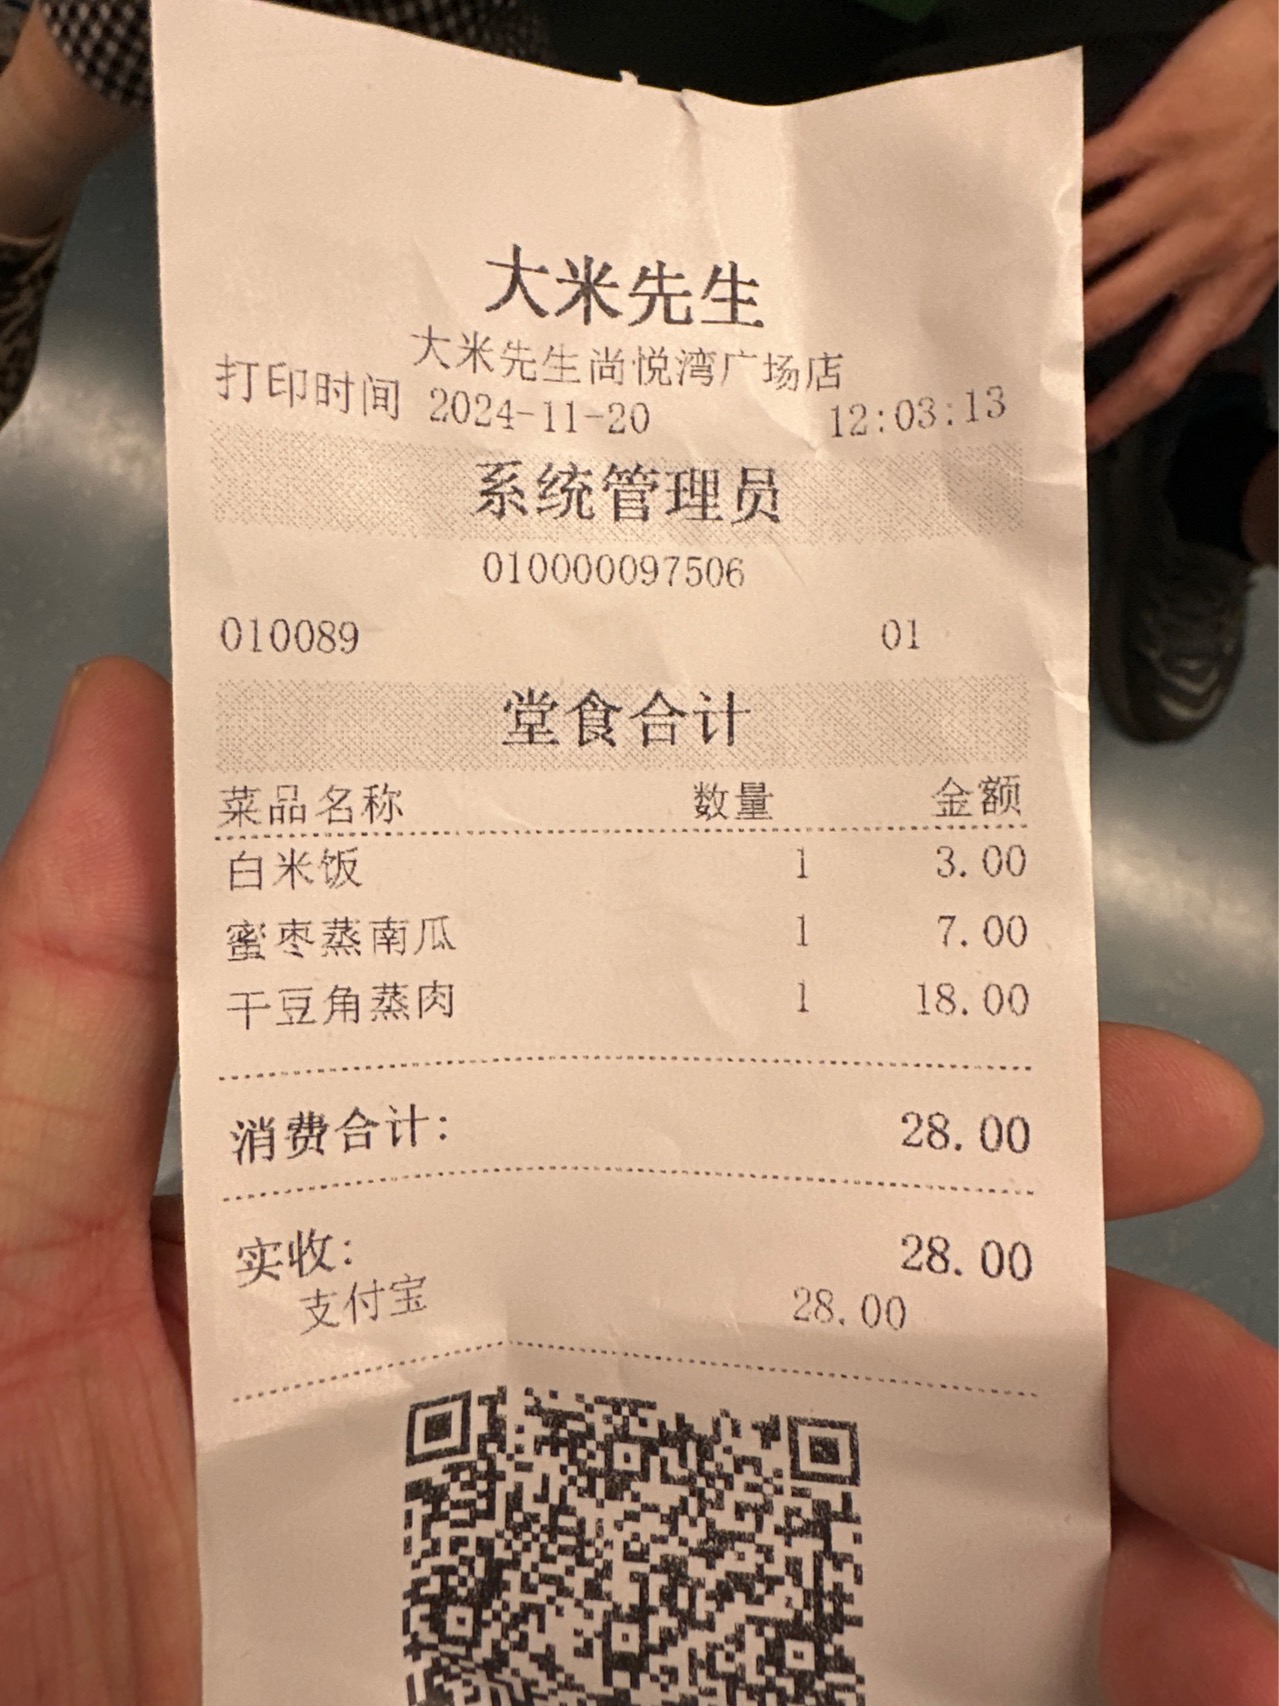 大米先生
大米先生尚悦湾广场店
打印时间 2024-11-20 12:03:13
系统管理员
010000097506
010089 01
堂食合计
菜品名称 数量 金额
白米饭 1 3.00
蜜枣蒸南瓜 1 7.00
干豆角蒸肉 1 18.00
消费合计: 28.00
实收: 28.00
支付宝 28.00